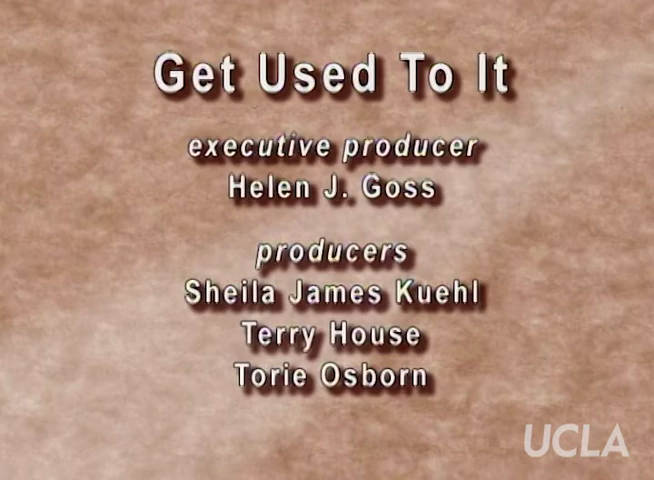 Get Used To It
executive producer
Helen J. Goss
producers
Sheila James Kuehl
Terry House
Torie Osborn
UCLA